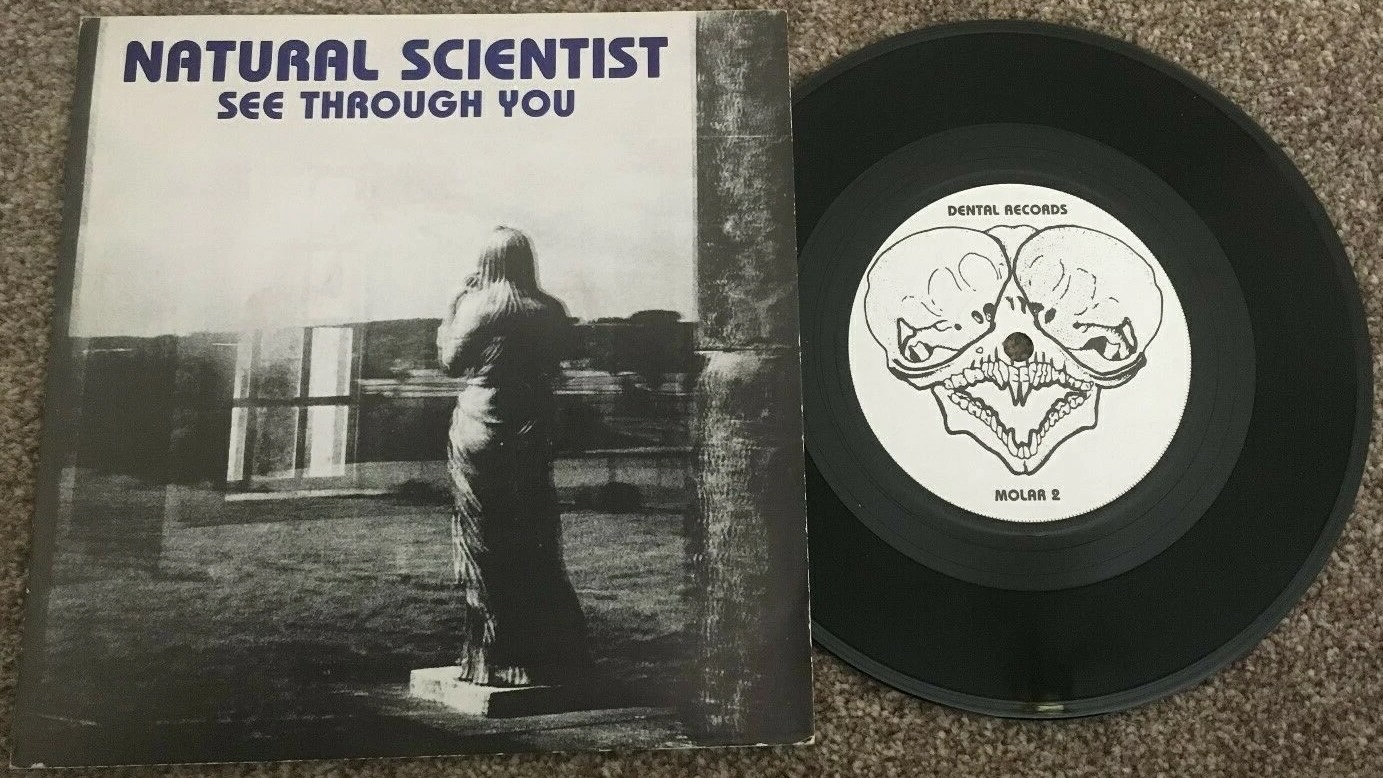 NATURAL SCIENTIST
SEE THROUGH YOU
DENTAL RECORDS
MOLAR 2